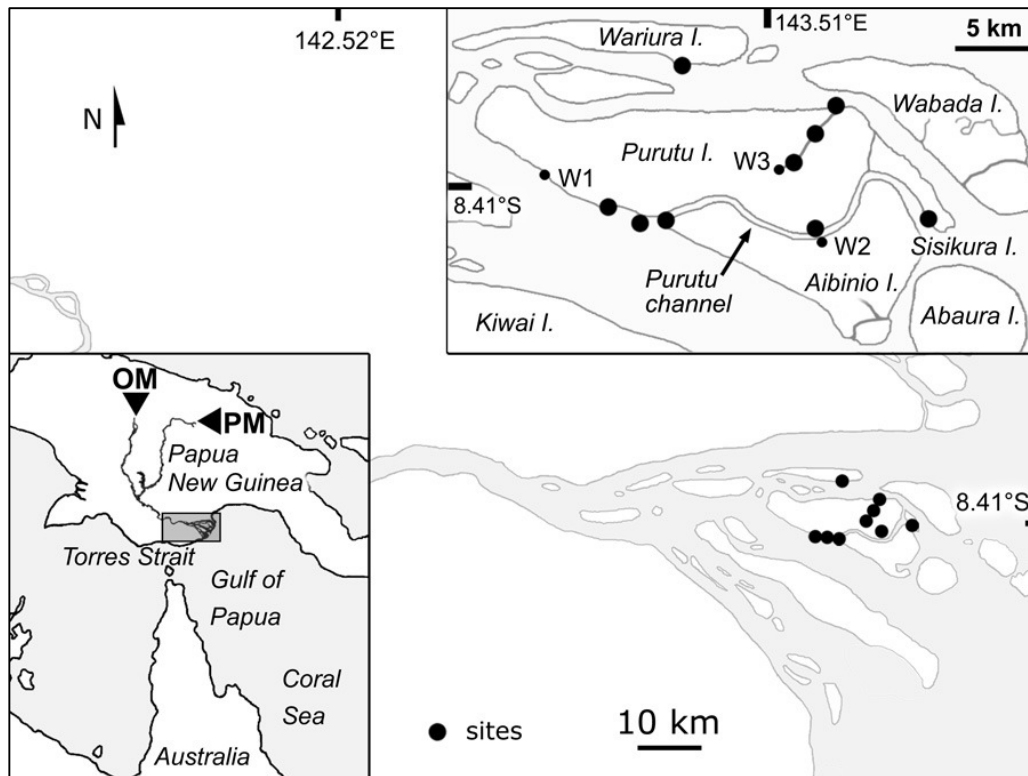 142.52°E
N
143.51°E
5 km
Wariura I.
Wabada I.
Purutu I.
W3
W1
8.41°S
W2
Sisikura I.
Purutu
channel
Aibinio I.
Kiwai I.
Abaura I.
OM
PM
Papua
New Guinea
Torres Strait
Gulf of
Papua
Coral
Sea
Australia
8.41°S
sites
10 km